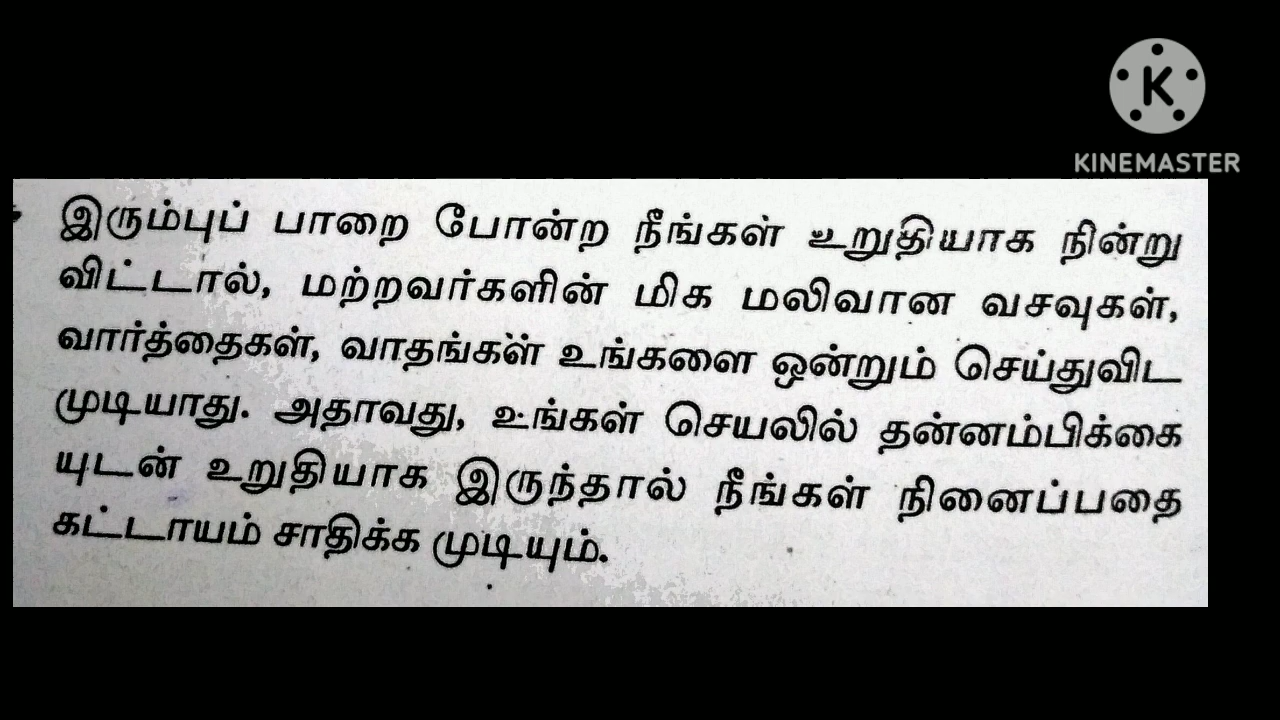 KINEMASTER
இரும்புப் பாறை போன்ற நீங்கள் உறுதியாக நின்று
விட்டால், மற்றவர்களின் மிக மலிவான வசவுகள்,
வார்த்தைகள், வாதங்கள் உங்களை ஒன்றும் செய்துவிட
முடியாது. அதாவது, உங்கள் செயலில் தன்னம்பிக்கை
யுடன் உறுதியாக இருந்தால் நீங்கள் நினைப்பதை
கட்டாயம் சாதிக்க முடியும்.